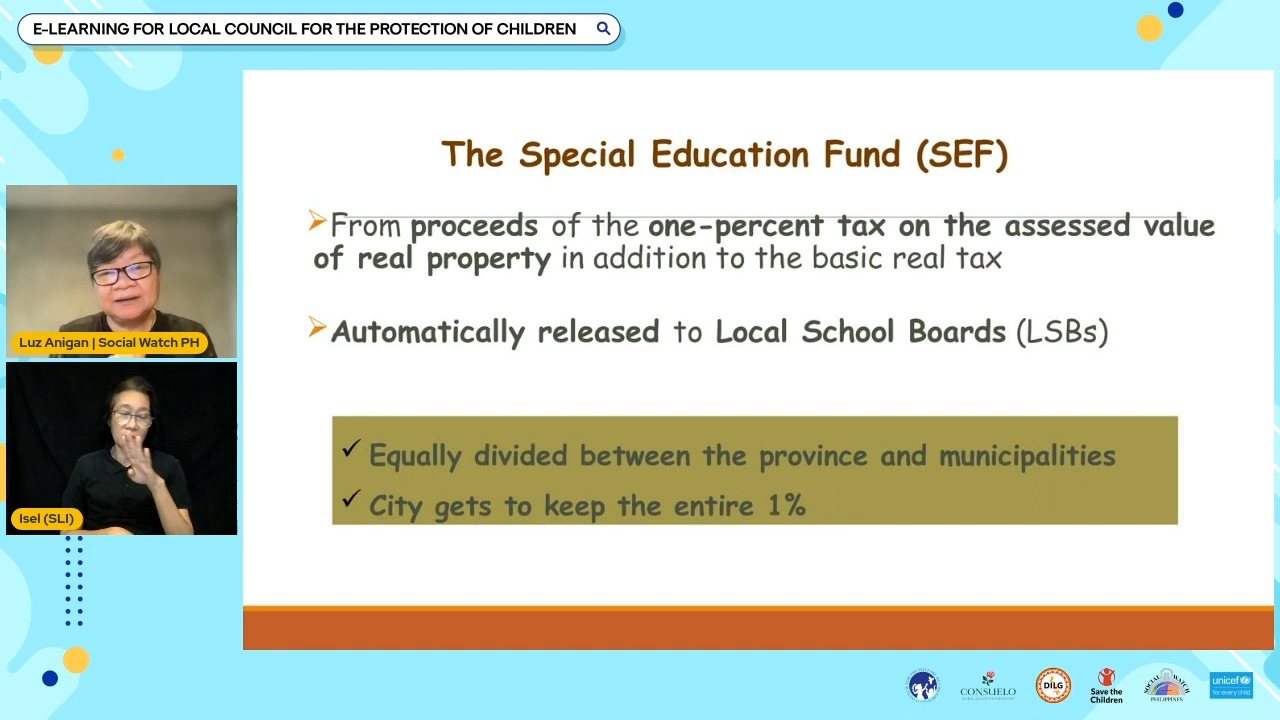 E-LEARNING FOR LOCAL COUNCIL FOR THE PROTECTION OF CHILDREN
The Special Education Fund (SEF)
From proceeds of the one-percent tax on the assessed value
of real property in addition to the basic real tax
Automatically released to Local School Boards (LSBs)
Equally divided between the province and municipalities
City gets to keep the entire 1%
Luz Anigan | Social Watch PH
Isel (SLI)
CONSUELO
DILG
Save the
Children
SOCIAL WATCH
PHILIPPINES
unicef
for every child